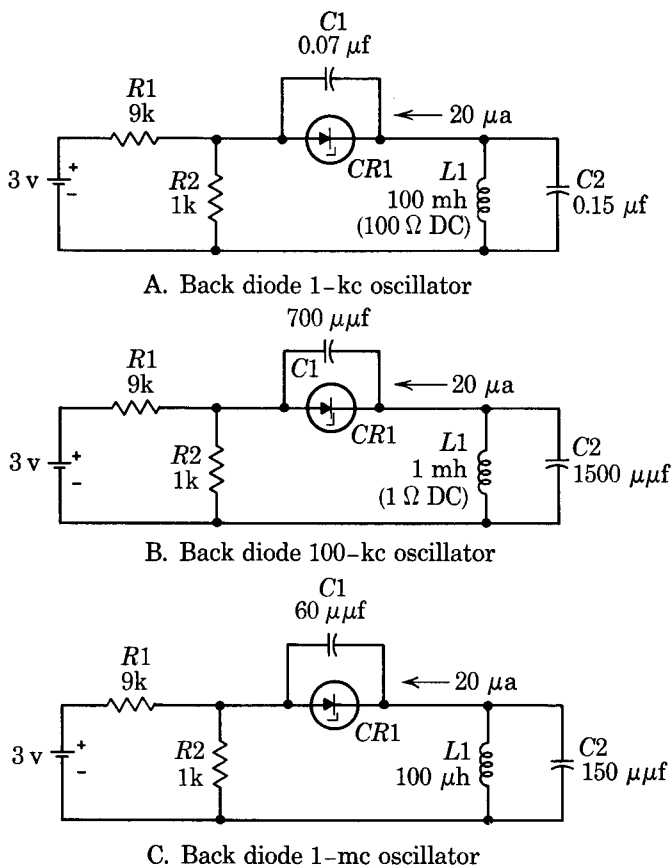 C1
0.07 μf
R1
9k
20 μa
CR1
3 v
+
-
R2
1k
L1
100 mh
(100 Ω DC)
C2
0.15 μf
A. Back diode 1-kc oscillator
700 μμf
C1
R1
9k
20 μa
CR1
3 v
+
-
R2
1k
L1
1 mh
(1 Ω DC)
C2
1500 μμf
B. Back diode 100-kc oscillator
C1
60 μμf
R1
9k
20 μa
CR1
3 v
+
-
R2
1k
L1
100 μh
C2
150 μμf
C. Back diode 1-mc oscillator